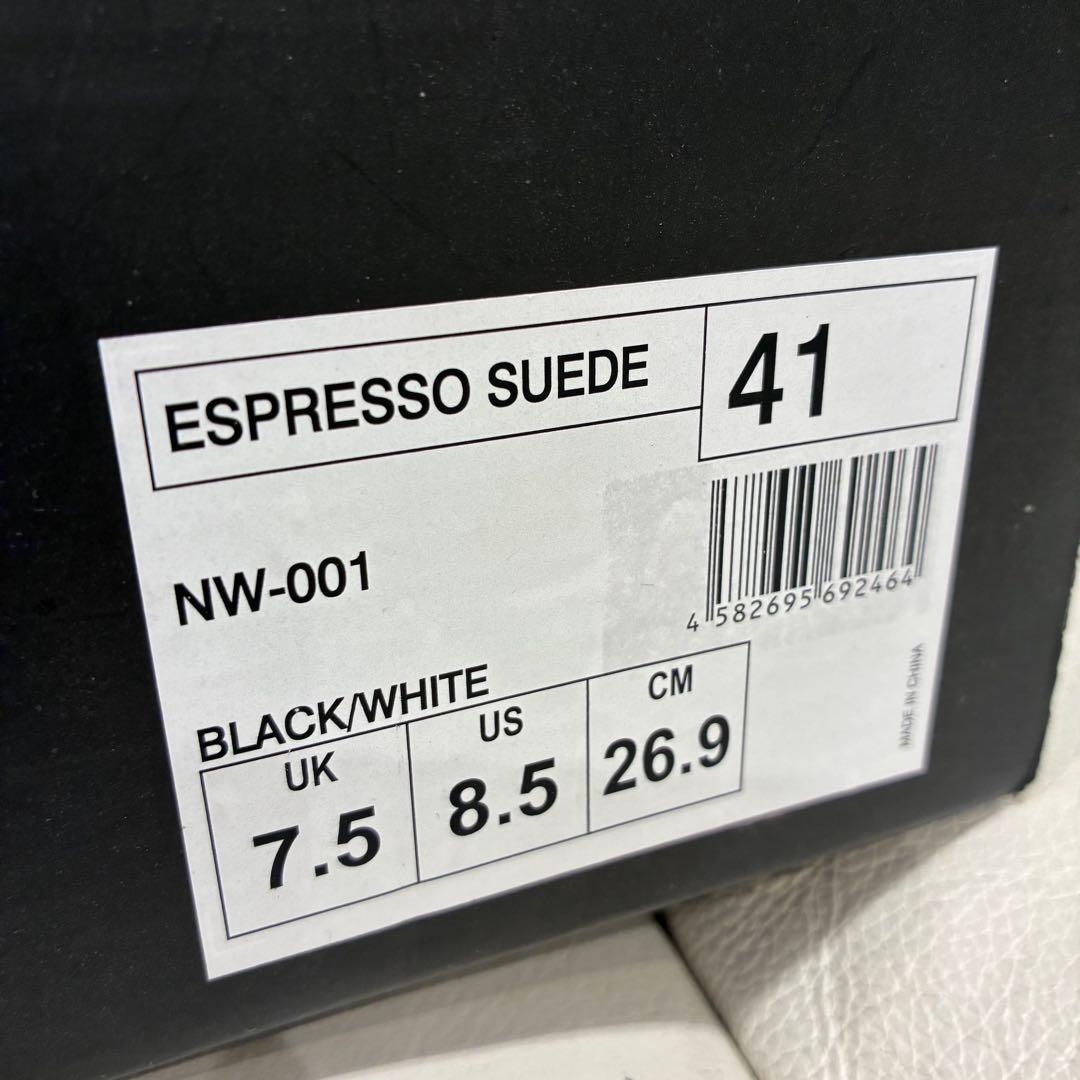 ESPRESSO SUEDE
41
NW-001
4 582695 692464
BLACK/WHITE
UK
US
CM
7.5
8.5
26.9
MADE IN CHINA